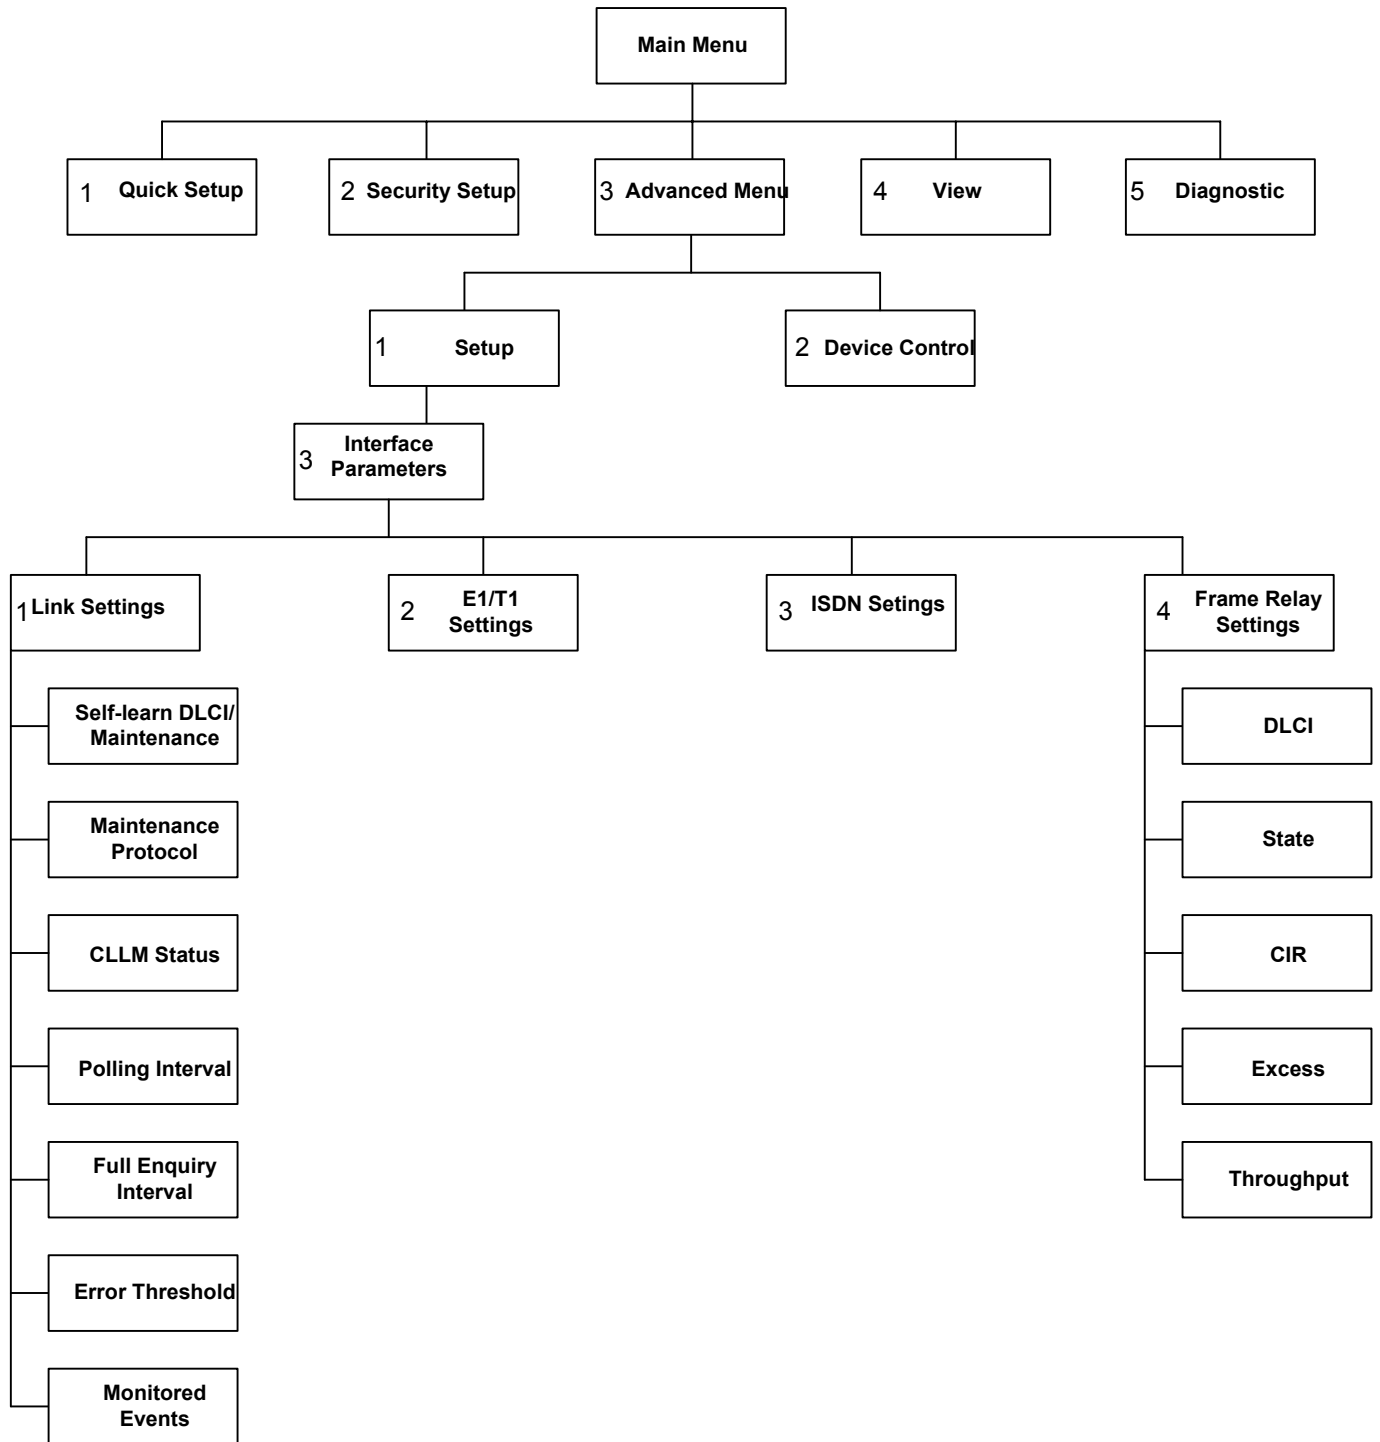 Main Menu
1 Quick Setup
2 Security Setup
3 Advanced Menu
4 View
5 Diagnostic
1 Setup
2 Device Control
3 Interface
Parameters
1 Link Settings
2 E1/T1
Settings
3 ISDN Setings
4 Frame Relay
Settings
Self-learn DLCI/
Maintenance
Maintenance
Protocol
CLLM Status
Polling Interval
Full Enquiry
Interval
Error Threshold
Monitored
Events
DLCI
State
CIR
Excess
Throughput